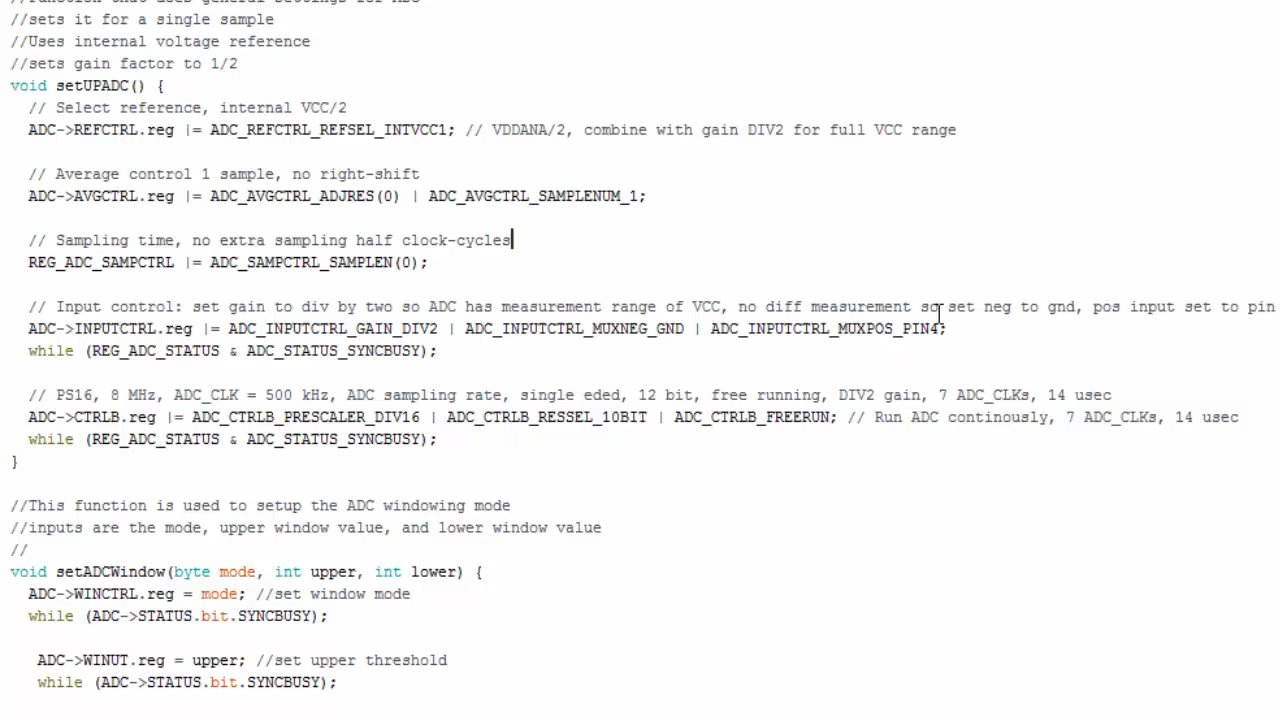 //function that uses general settings for ADC
//sets it for a single sample
//Uses internal voltage reference
//sets gain factor to 1/2
void setUPADC() {
// Select reference, internal VCC/2
ADC->REFCTRL.reg |= ADC_REFCTRL_REFSEL_INTVCC1; // VDDANA/2, combine with gain DIV2 for full VCC range
// Average control 1 sample, no right-shift
ADC->AVGCTRL.reg |= ADC_AVGCTRL_ADJRES(0) | ADC_AVGCTRL_SAMPLENUM_1;
// Sampling time, no extra sampling half clock-cycles
REG_ADC_SAMPCTRL |= ADC_SAMPCTRL_SAMPLEN(0);
// Input control: set gain to div by two so ADC has measurement range of VCC, no diff measurement so set neg to gnd, pos input set to pin
ADC->INPUTCTRL.reg |= ADC_INPUTCTRL_GAIN_DIV2 | ADC_INPUTCTRL_MUXNEG_GND | ADC_INPUTCTRL_MUXPOS_PIN4;
while (REG_ADC_STATUS & ADC_STATUS_SYNCBUSY);
// PS16, 8 MHz, ADC_CLK = 500 kHz, ADC sampling rate, single eded, 12 bit, free running, DIV2 gain, 7 ADC_CLKs, 14 usec
ADC->CTRLB.reg |= ADC_CTRLB_PRESCALER_DIV16 | ADC_CTRLB_RESSEL_10BIT | ADC_CTRLB_FREERUN; // Run ADC continously, 7 ADC_CLKs, 14 usec
while (REG_ADC_STATUS & ADC_STATUS_SYNCBUSY);
}
//This function is used to setup the ADC windowing mode
//inputs are the mode, upper window value, and lower window value
//
void setADCWindow(byte mode, int upper, int lower) {
ADC->WINCTRL.reg = mode; //set window mode
while (ADC->STATUS.bit.SYNCBUSY);
ADC->WINUT.reg = upper; //set upper threshold
while (ADC->STATUS.bit.SYNCBUSY);